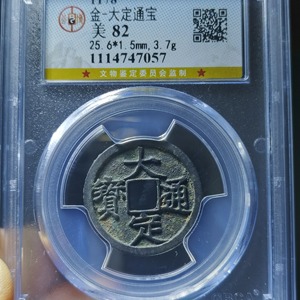 1178
金-大定通宝
美 82
25.6*1.5mm, 3.7g
1114747057
★ 文物鉴定委员会监制 ★
大定通寶